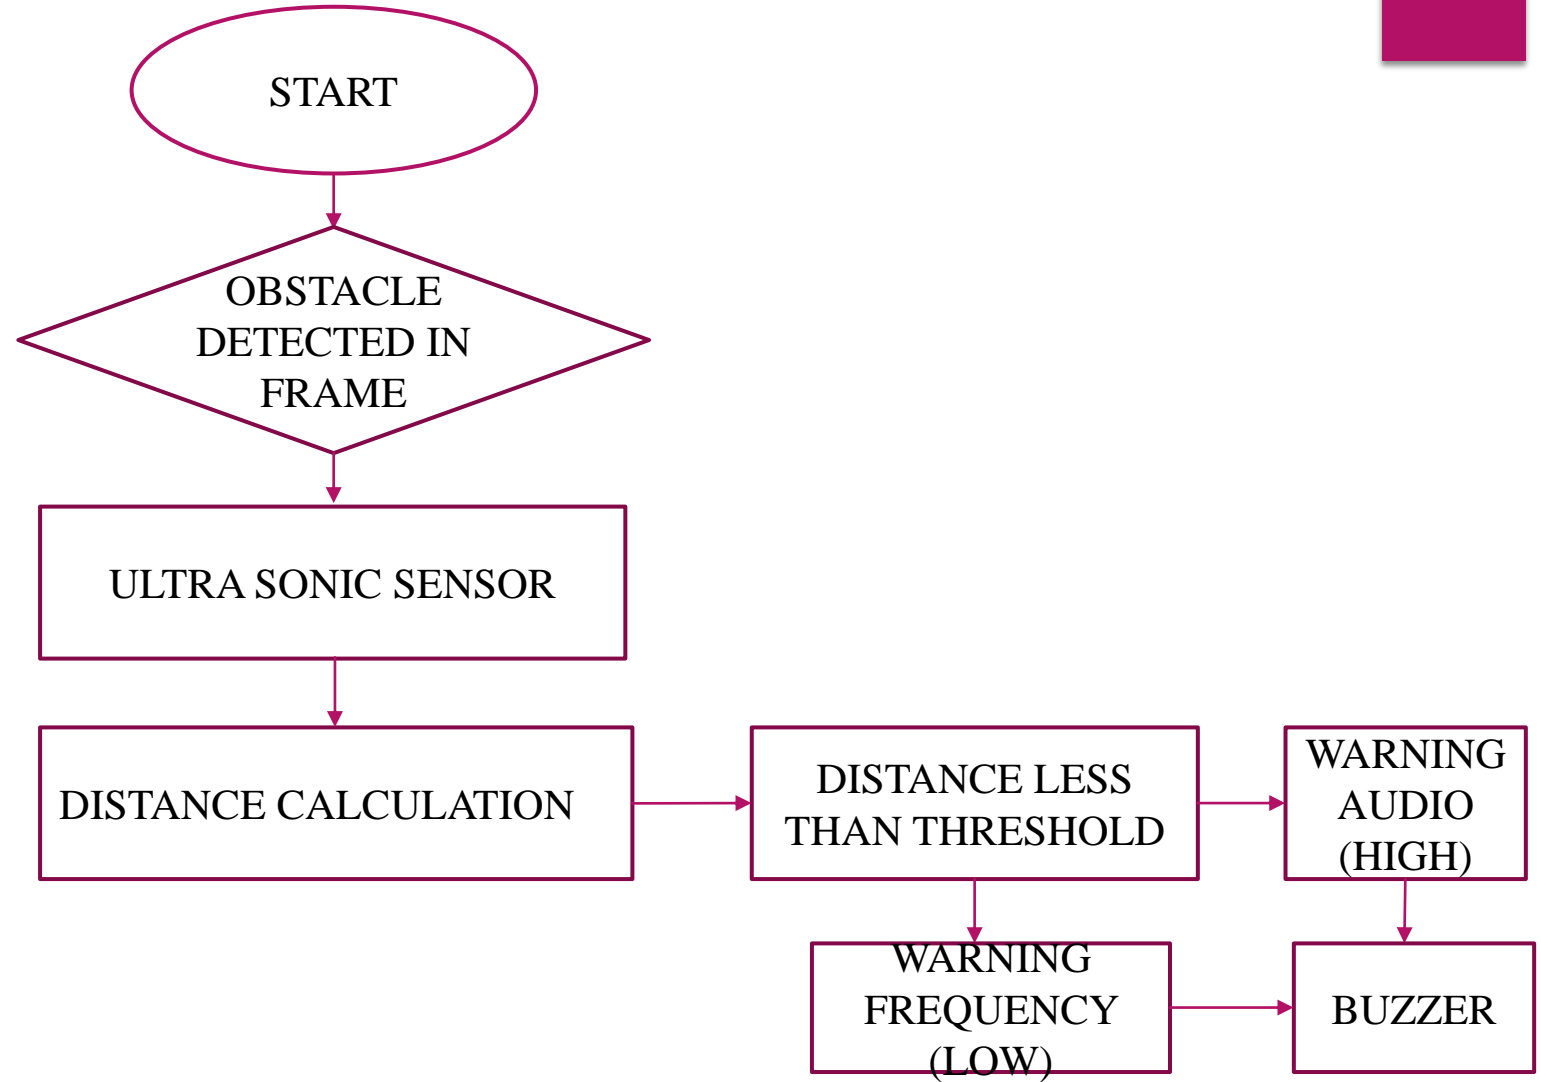 START
OBSTACLE
DETECTED IN
FRAME
ULTRA SONIC SENSOR
DISTANCE CALCULATION
DISTANCE LESS
THAN THRESHOLD
WARNING
AUDIO
(HIGH)
WARNING
FREQUENCY
(LOW)
BUZZER